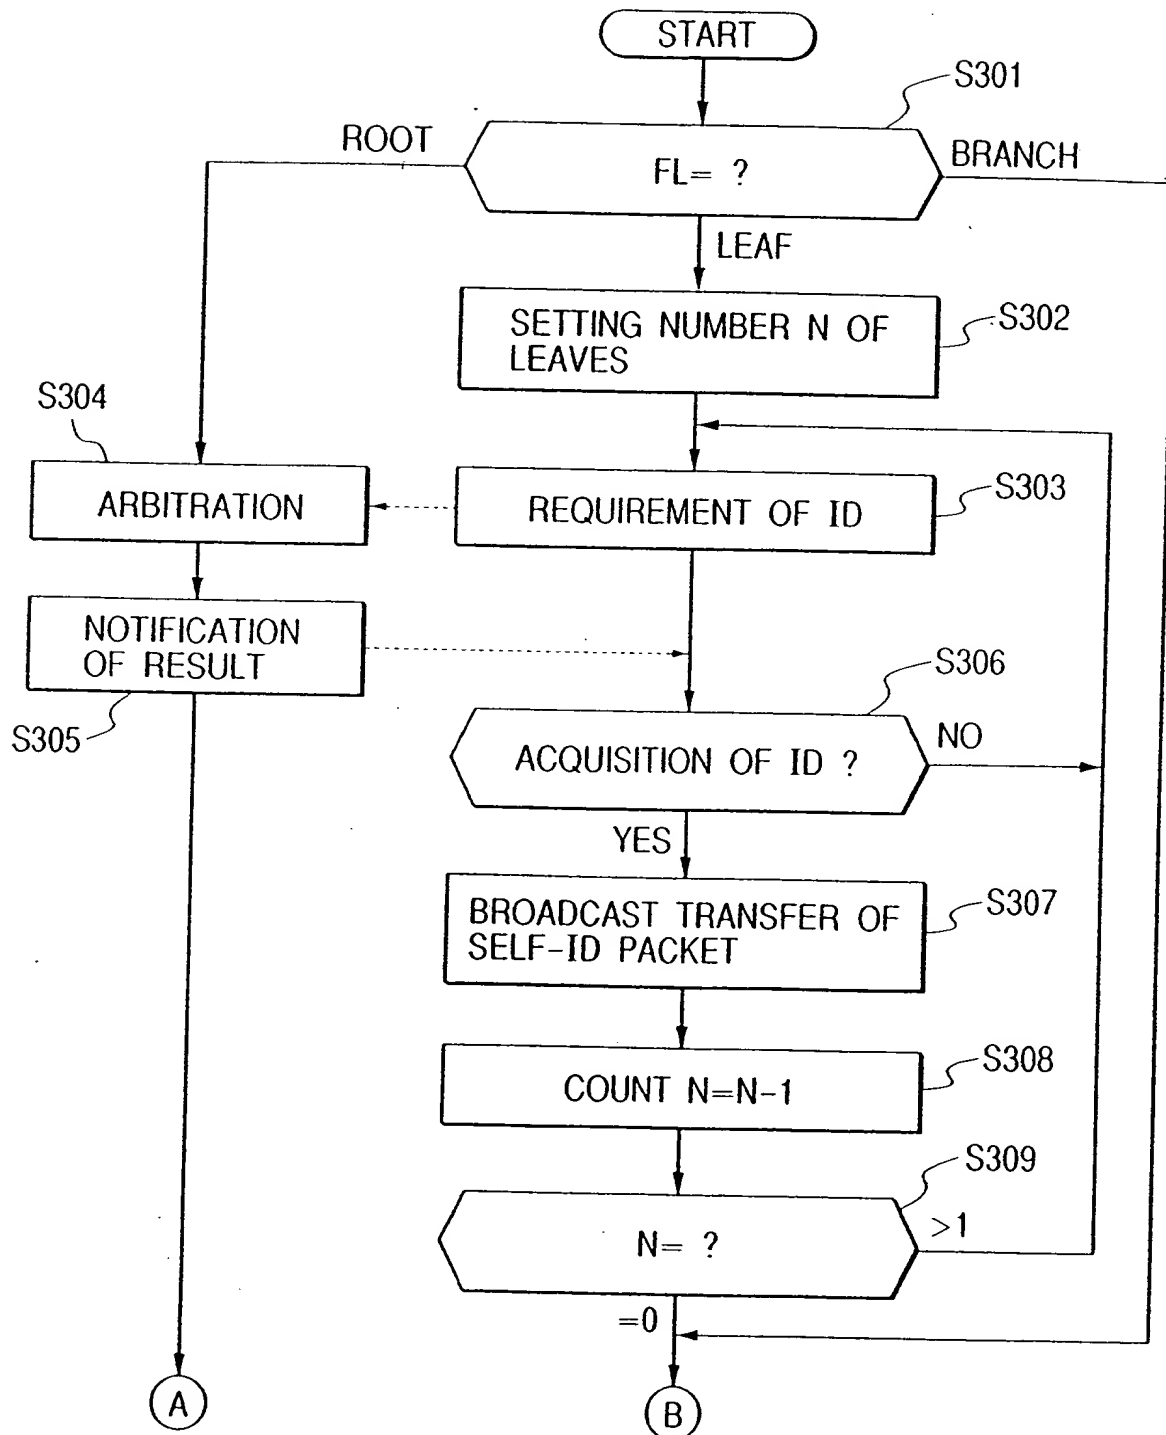 START
S301
ROOT
FL= ?
BRANCH
LEAF
SETTING NUMBER N OF
LEAVES
S302
S304
ARBITRATION
REQUIREMENT OF ID
S303
NOTIFICATION
OF RESULT
S305
S306
ACQUISITION OF ID ?
NO
YES
BROADCAST TRANSFER OF
SELF-ID PACKET
S307
COUNT N=N-1
S308
S309
N= ?
>1
=0
A
B